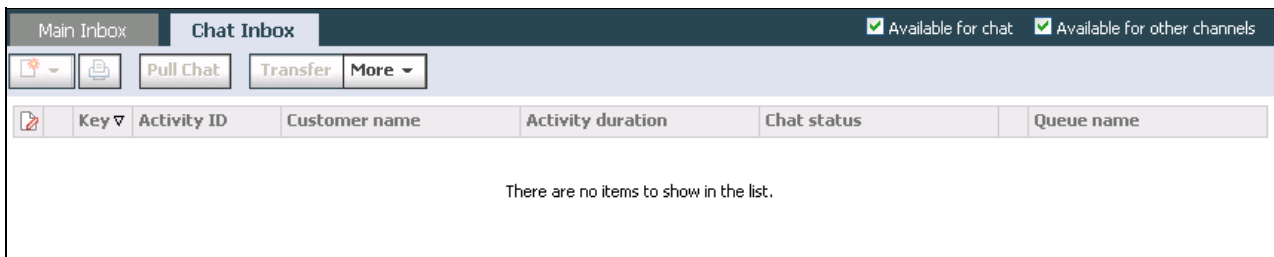 Main Inbox Chat Inbox Available for chat Available for other channels
Pull Chat Transfer More
Key Activity ID Customer name Activity duration Chat status Queue name
There are no items to show in the list.